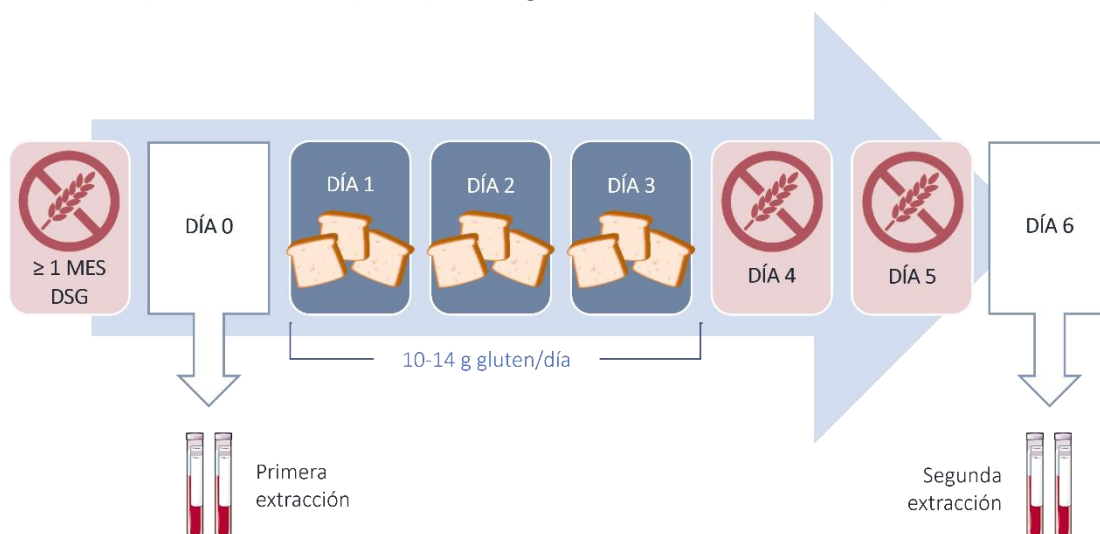 ≥ 1 MES
DSG
DÍA 0
DÍA 1
DÍA 2
DÍA 3
DÍA 4
DÍA 5
DÍA 6
10-14 g gluten/día
Primera
extracción
Segunda
extracción